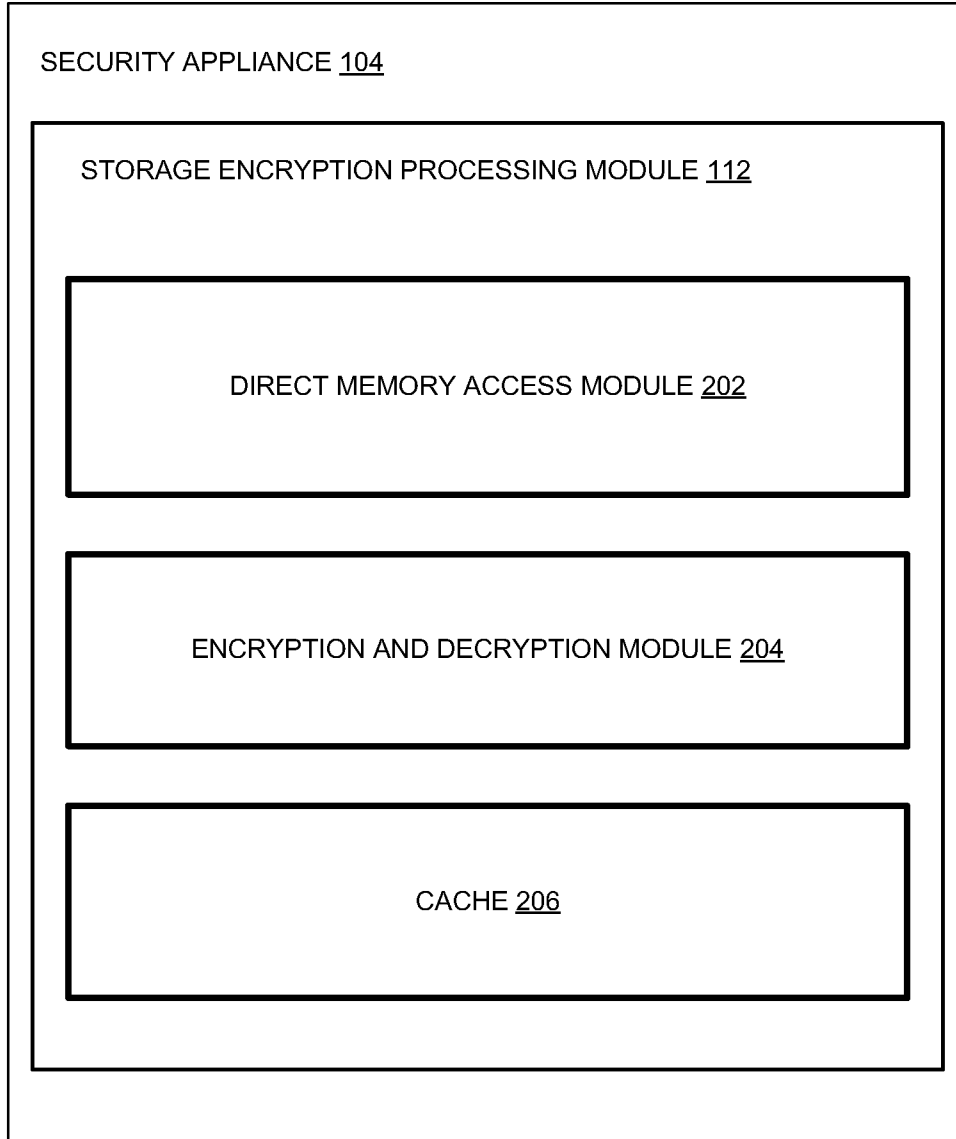 SECURITY APPLIANCE 104
STORAGE ENCRYPTION PROCESSING MODULE 112
DIRECT MEMORY ACCESS MODULE 202
ENCRYPTION AND DECRYPTION MODULE 204
CACHE 206